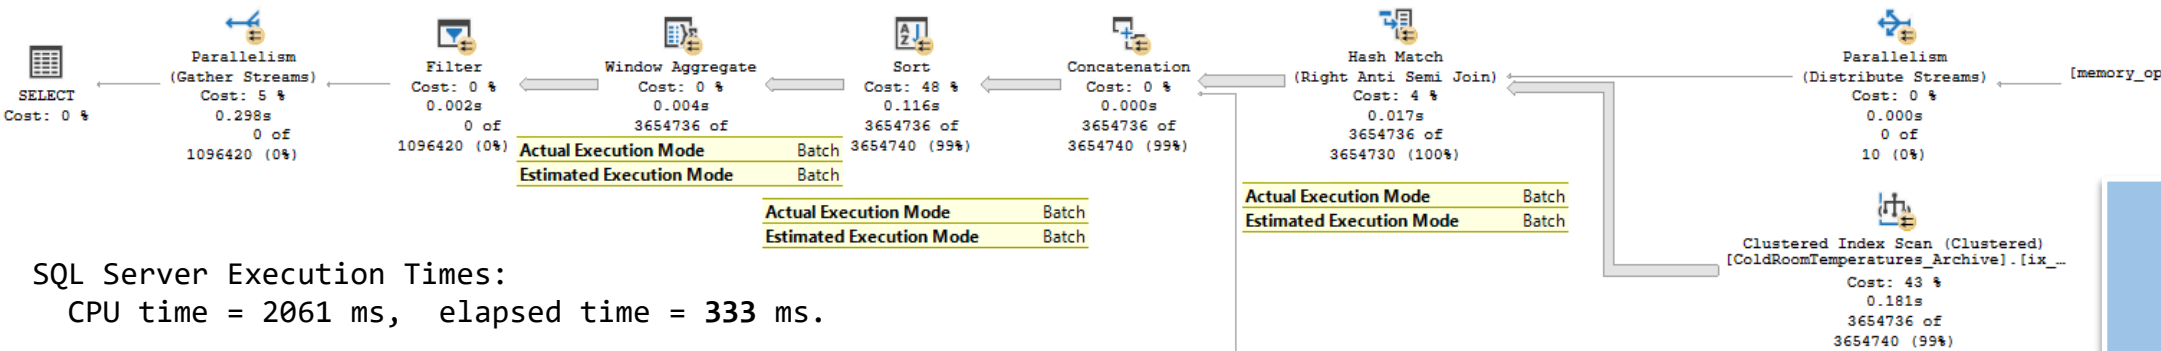 SELECT
Cost: 0 %
Parallelism
(Gather Streams)
Cost: 5 %
0.298s
0 of
1096420 (0%)
Filter
Cost: 0 %
0.002s
0 of
1096420 (0%)
Window Aggregate
Cost: 0 %
0.004s
3654736 of
Actual Execution Mode Batch
Estimated Execution Mode Batch
Sort
Cost: 48 %
0.116s
3654736 of
3654740 (99%)
Actual Execution Mode Batch
Estimated Execution Mode Batch
Concatenation
Cost: 0 %
0.000s
3654736 of
3654740 (99%)
Hash Match
(Right Anti Semi Join)
Cost: 4 %
0.017s
3654736 of
3654730 (100%)
Actual Execution Mode Batch
Estimated Execution Mode Batch
Parallelism
(Distribute Streams)
Cost: 0 %
0.000s
0 of
10 (0%)
[memory_op
Clustered Index Scan (Clustered)
[ColdRoomTemperatures_Archive].[ix_…
Cost: 43 %
0.181s
3654736 of
3654740 (99%)
SQL Server Execution Times:
CPU time = 2061 ms, elapsed time = 333 ms.